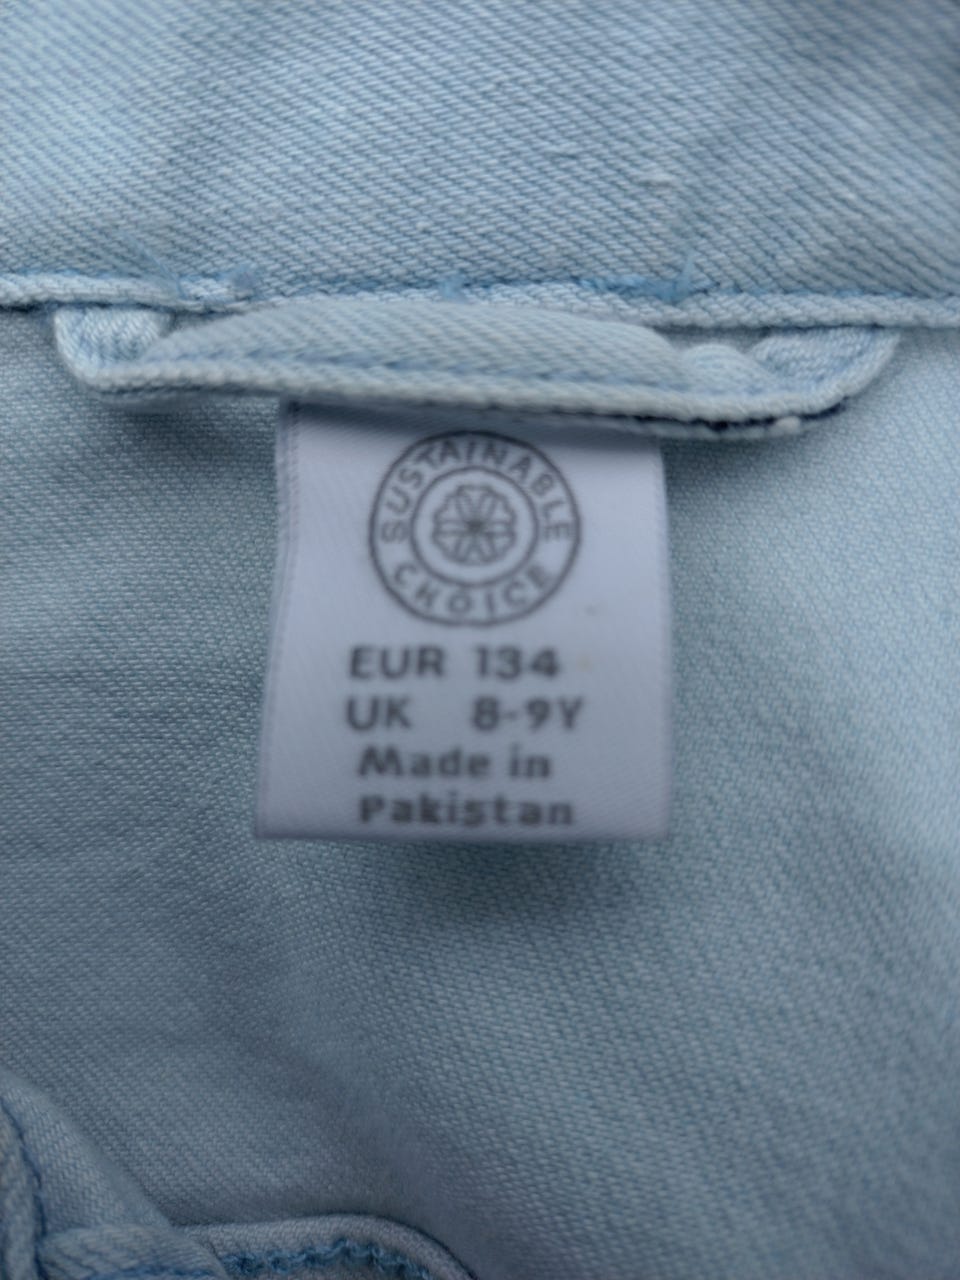 SUSTAINABLE
CHOICE
EUR 134
UK 8-9Y
Made in
Pakistan